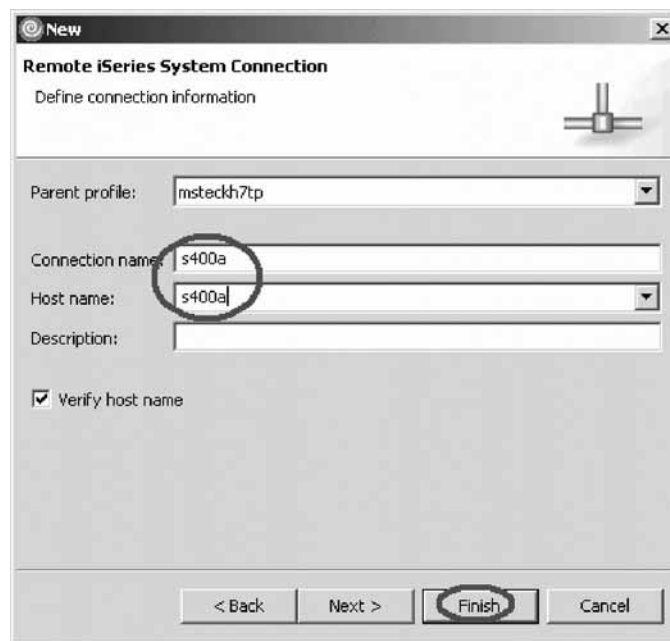 New
Remote iSeries System Connection
Define connection information
Parent profile: msteckh7tp
Connection name: s400a
Host name: s400a
Description:
Verify host name
< Back Next > Finish Cancel